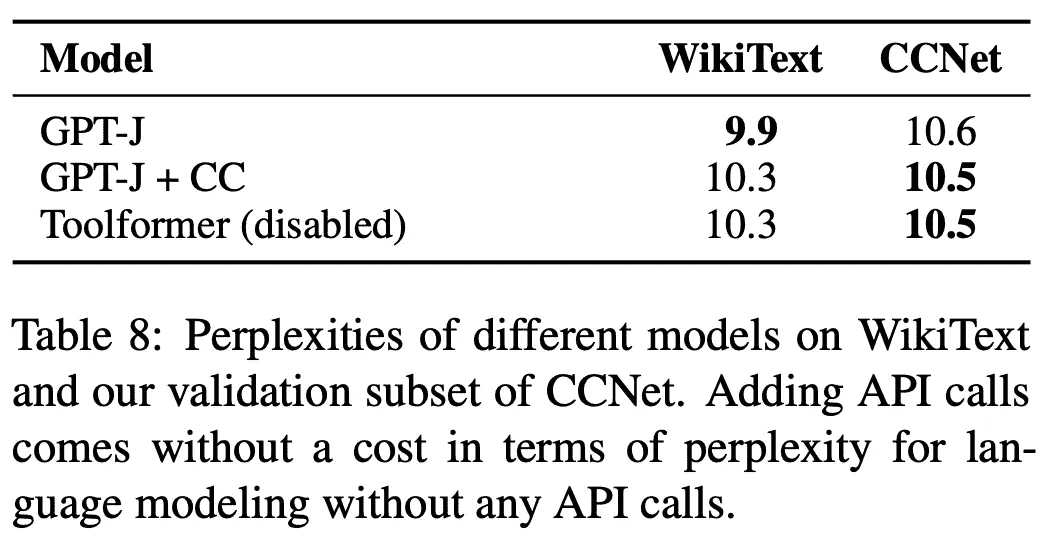 Model WikiText CCNet
GPT-J 9.9 10.6
GPT-J + CC 10.3 10.5
Toolformer (disabled) 10.3 10.5
Table 8: Perplexities of different models on WikiText
and our validation subset of CCNet. Adding API calls
comes without a cost in terms of perplexity for lan-
guage modeling without any API calls.